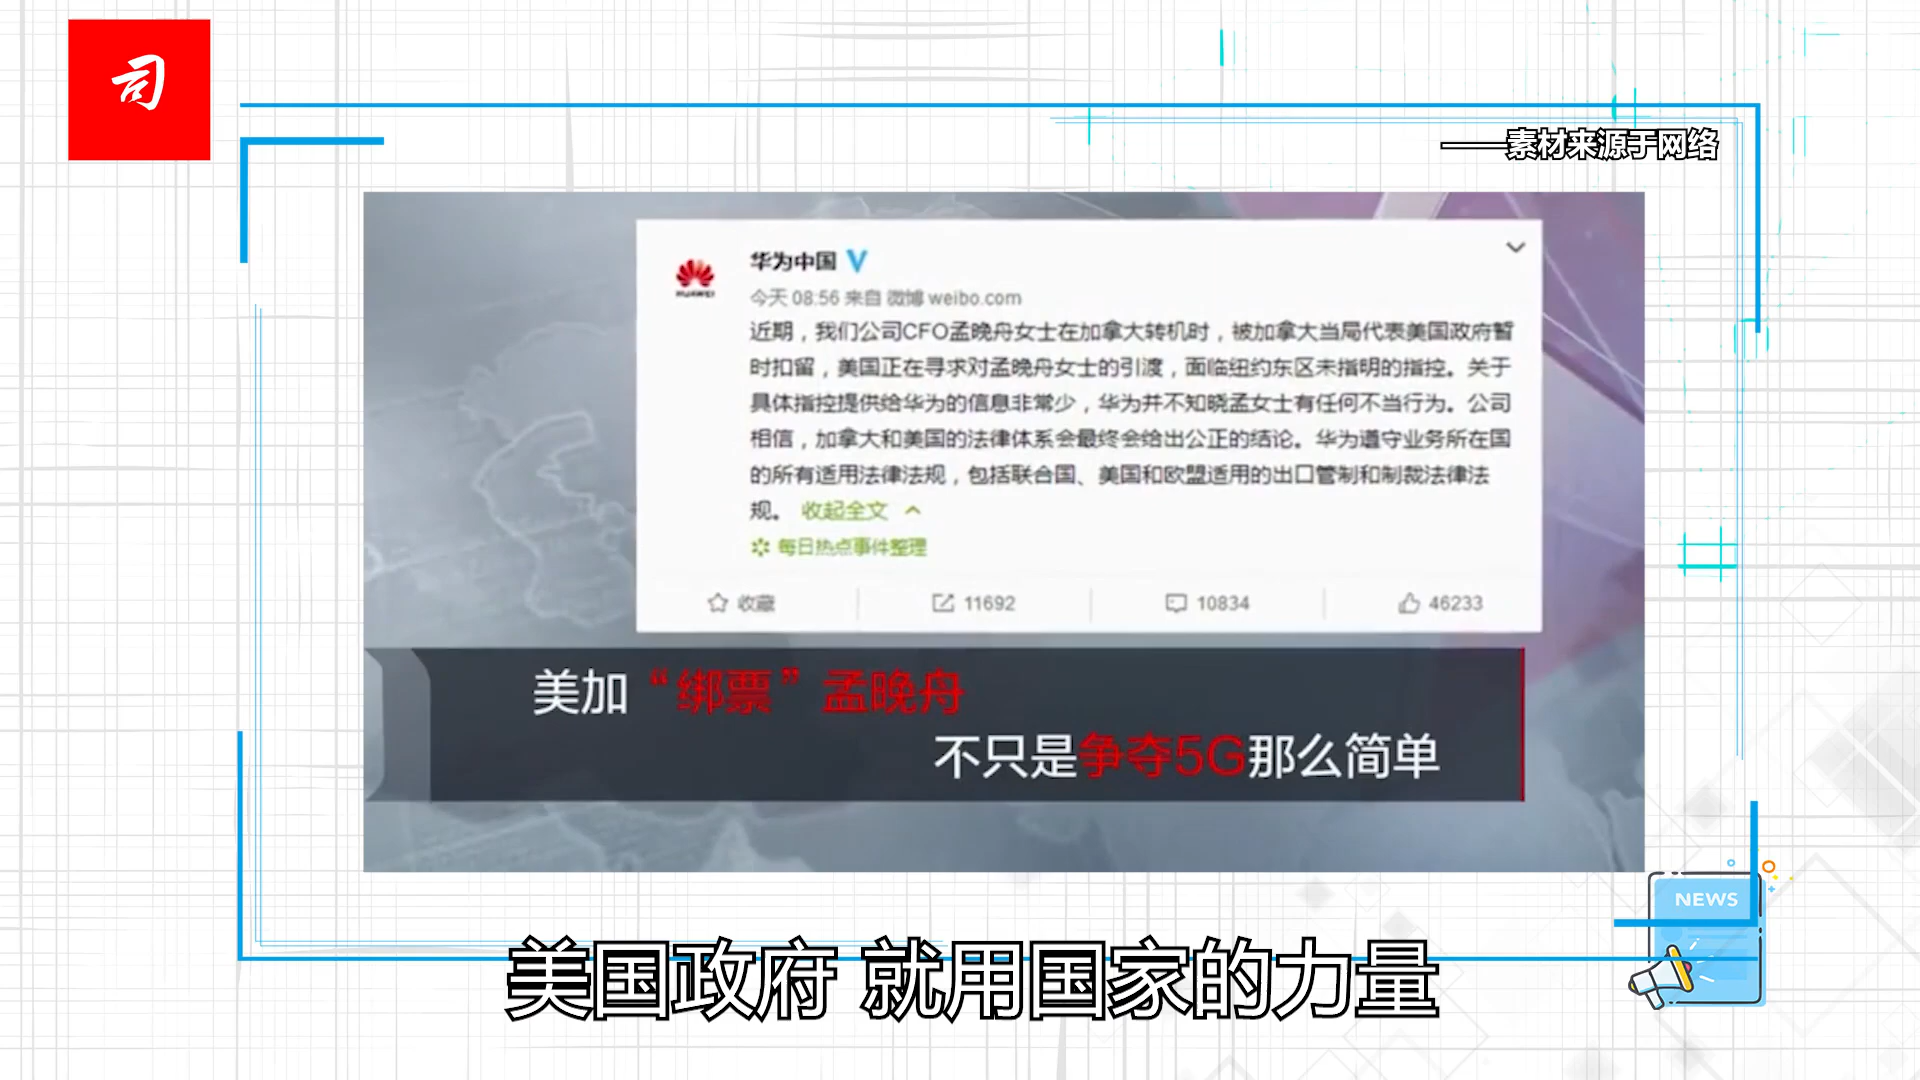 司
——素材来源于网络
华为中国 V
HUAWEI
今天 08:56 来自 微博 weibo.com
近期，我们公司CFO孟晚舟女士在加拿大转机时，被加拿大当局代表美国政府暂
时扣留，美国正在寻求对孟晚舟女士的引渡，面临纽约东区未指明的指控。关于
具体指控提供给华为的信息非常少，华为并不知晓孟女士有任何不当行为。公司
相信，加拿大和美国的法律体系会最终会给出公正的结论。华为遵守业务所在国
的所有适用法律法规，包括联合国、美国和欧盟适用的出口管制和制裁法律法
规。 收起全文
每日热点事件整理
收藏 11692 10834 46233
美加“绑票”孟晚舟
不只是争夺5G那么简单
NEWS
美国政府 就用国家的力量